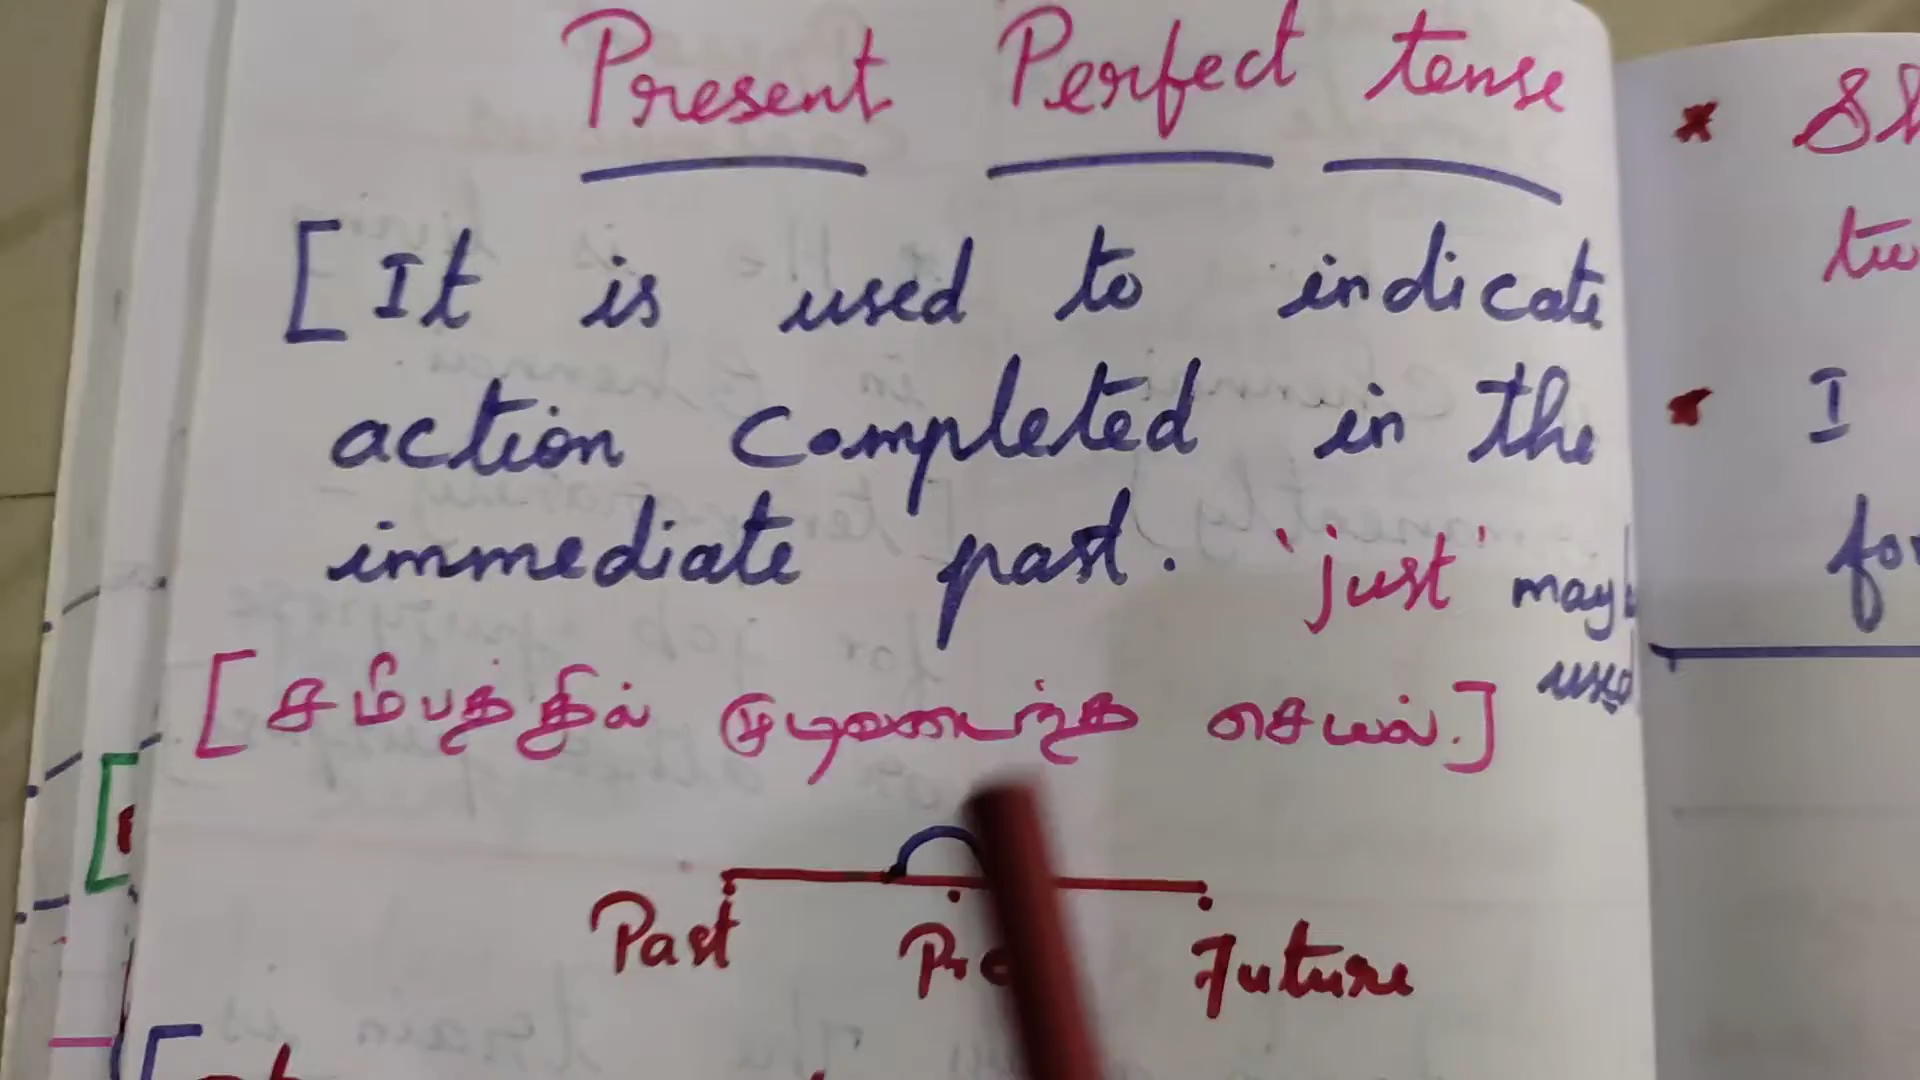 Present Perfect tense
[It is used to indicate
action completed in the
immediate past. 'just' may
used
[சமீபத்தில் முடிவடைந்த செயல்.]
Past Future
I